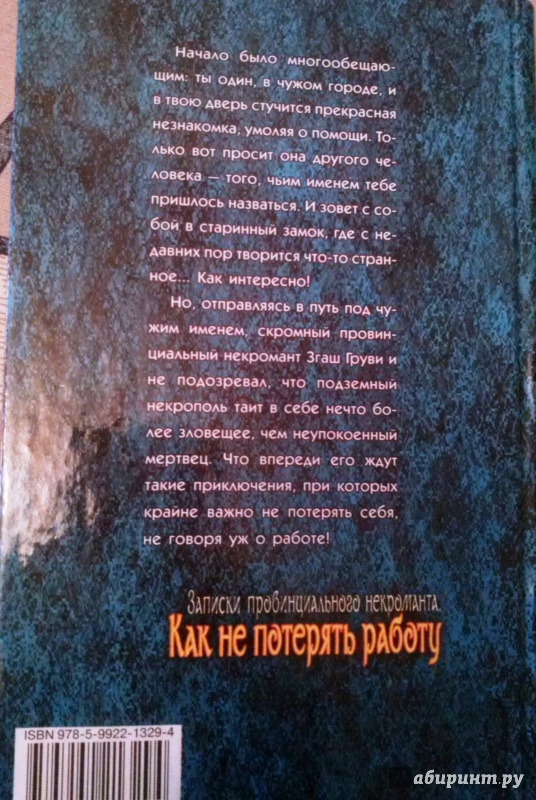 Начало было многообещаю-
щим: ты один, в чужом городе, и
в твою дверь стучится прекрасная
незнакомка, умоляя о помощи. То-
лько вот просит она другого че-
ловека — того, чьим именем тебе
пришлось назваться. И зовет с со-
бой в старинный замок, где с не-
давних пор творится что-то стран-
ное... Как интересно!
Но, отправляясь в путь под чу-
жим именем, скромный провин-
циальный некромант Згаш Груви и
не подозревал, что подземный
некрополь таит в себе нечто бо-
лее зловещее, чем неупокоенный
мертвец. Что впереди его ждут
такие приключения, при которых
крайне важно не потерять себя,
не говоря уж о работе!
Записки провинциального некроманта.
Как не потерять работу
ISBN 978-5-9922-1329-4
абиринт.ру